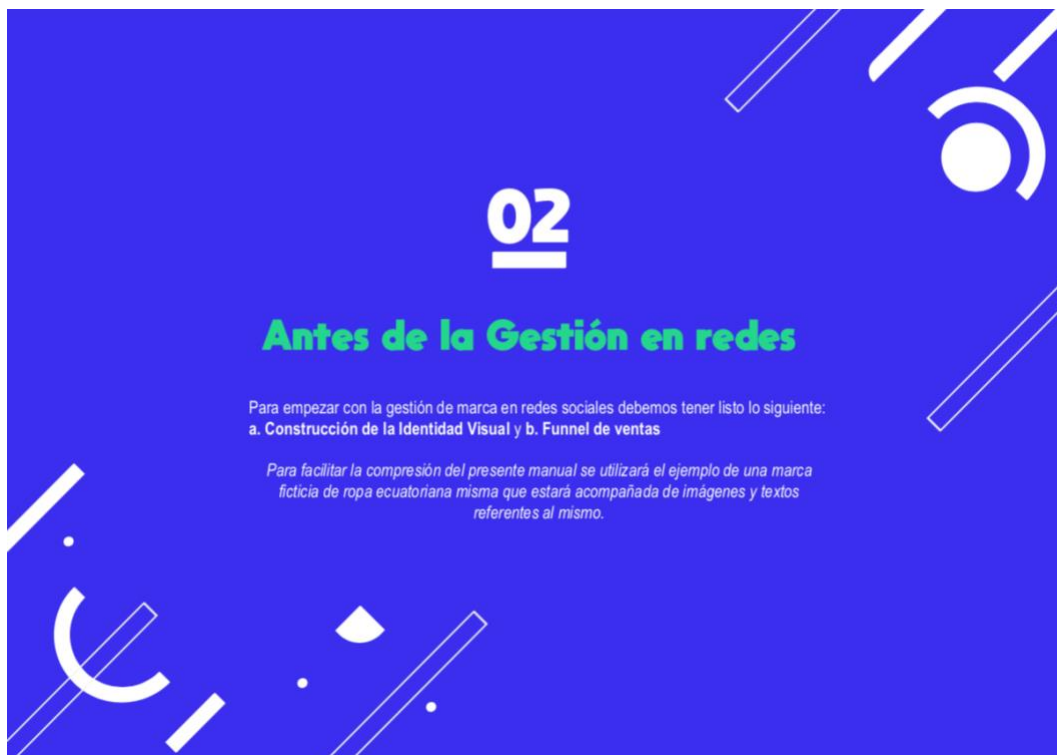 02
Antes de la Gestión en redes
Para empezar con la gestión de marca en redes sociales debemos tener listo lo siguiente:
a. Construcción de la Identidad Visual y b. Funnel de ventas
Para facilitar la compresión del presente manual se utilizará el ejemplo de una marca
ficticia de ropa ecuatoriana misma que estará acompañada de imágenes y textos
referentes al mismo.